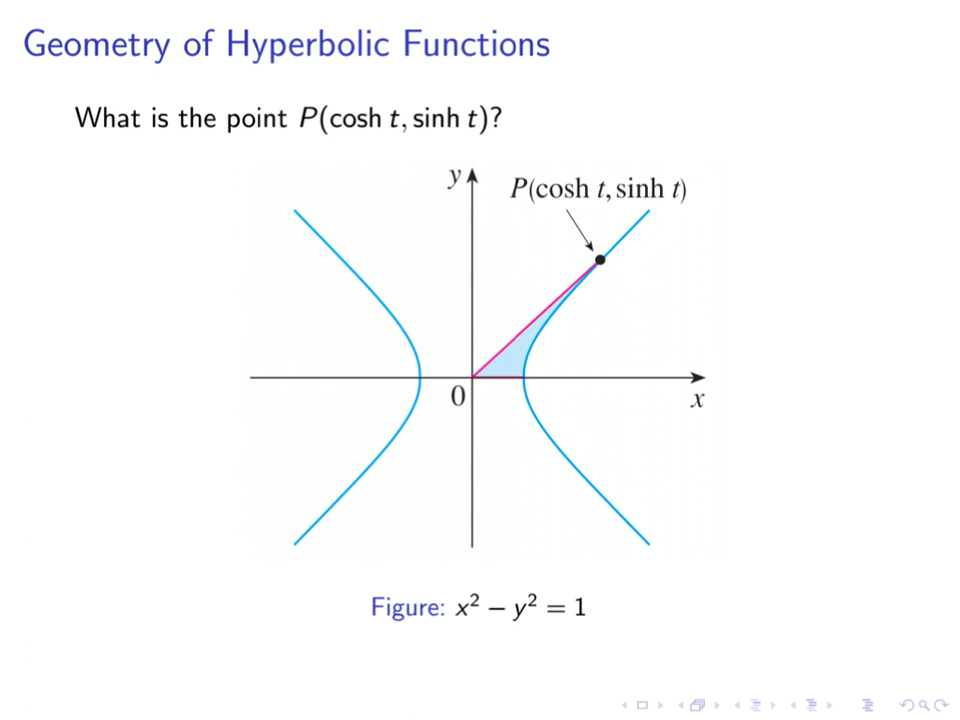 Geometry of Hyperbolic Functions
What is the point P(cosh t, sinh t)?
y
P(cosh t, sinh t)
0
x
Figure: x² − y² = 1